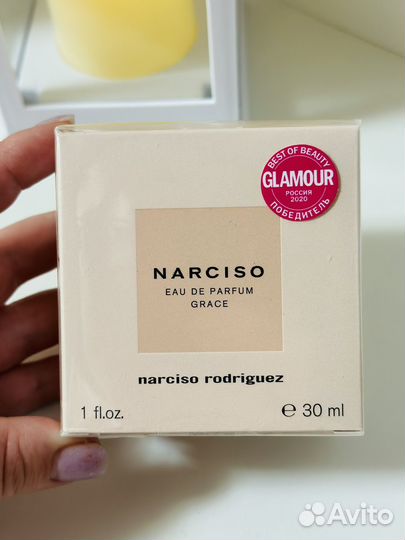 BEST OF BEAUTY
GLAMOUR
РОССИЯ
2020
ПОБЕДИТЕЛЬ
NARCISO
EAU DE PARFUM
GRACE
narciso rodriguez
1 fl.oz.
℮ 30 ml
Avito